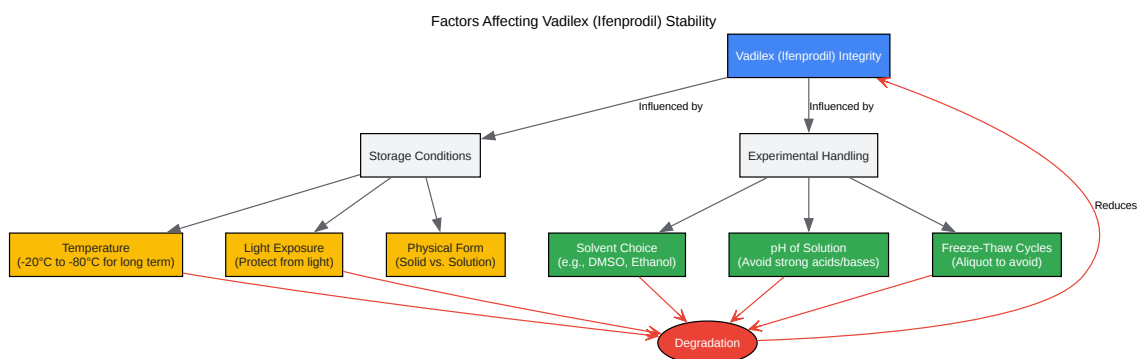 Factors Affecting Vadilex (Ifenprodil) Stability
Vadilex (Ifenprodil) Integrity
Influenced by
Influenced by
Storage Conditions
Experimental Handling
Reduces
Temperature
(-20°C to -80°C for long term)
Light Exposure
(Protect from light)
Physical Form
(Solid vs. Solution)
Solvent Choice
(e.g., DMSO, Ethanol)
pH of Solution
(Avoid strong acids/bases)
Freeze-Thaw Cycles
(Aliquot to avoid)
Degradation